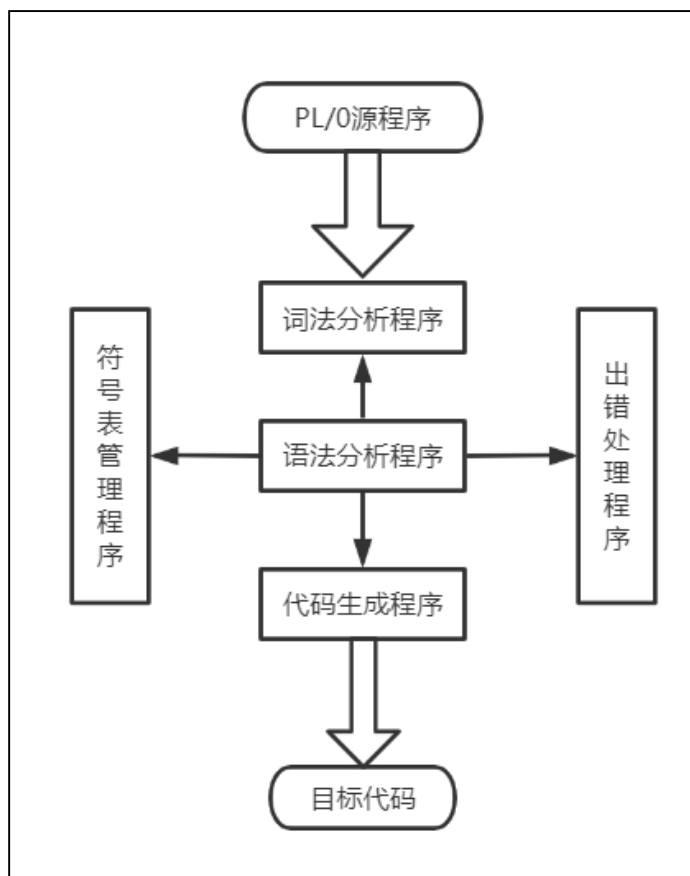 PL/0源程序
词法分析程序
符号表管理程序
语法分析程序
出错处理程序
代码生成程序
目标代码